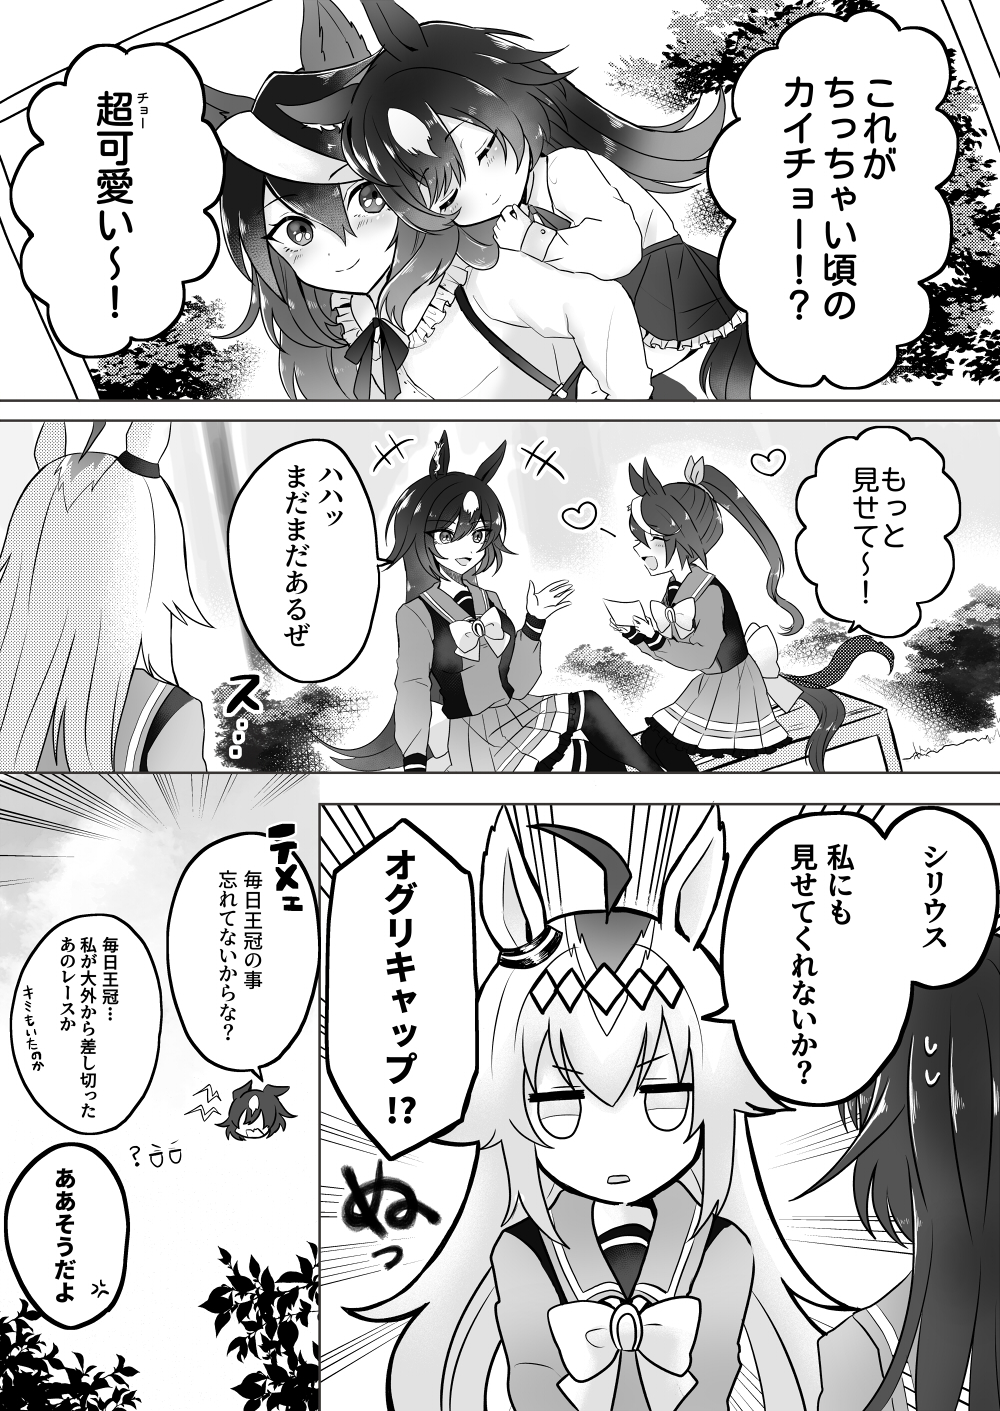 これが
ちっちゃい頃の
カイチョー!?
超可愛い〜!
チョー
もっと
見せて〜!
ハハッ
まだまだあるぜ
ス…
シリウス
私にも
見せてくれないか?
オグリキャップ!?
ぬっ
テメェ
毎日王冠の事
忘れてないからな?
毎日王冠…
私が大外から差し切った
あのレースか
キミもいたのか
?
ああそうだよ